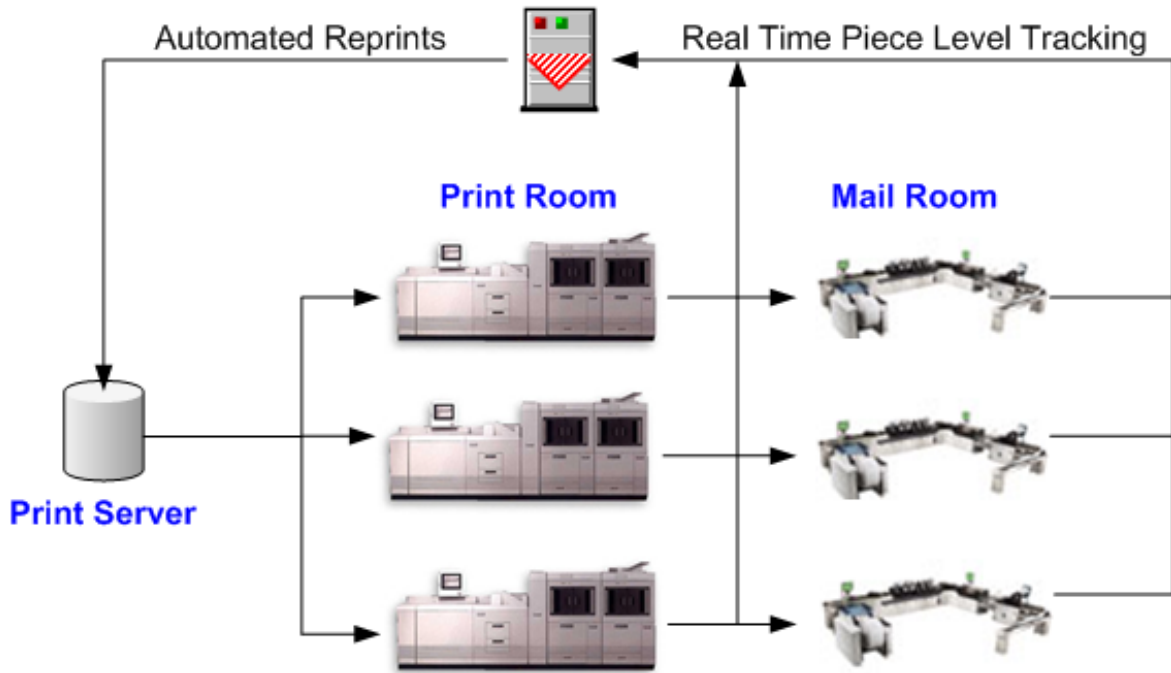 Automated Reprints
Real Time Piece Level Tracking
Print Room
Mail Room
Print Server